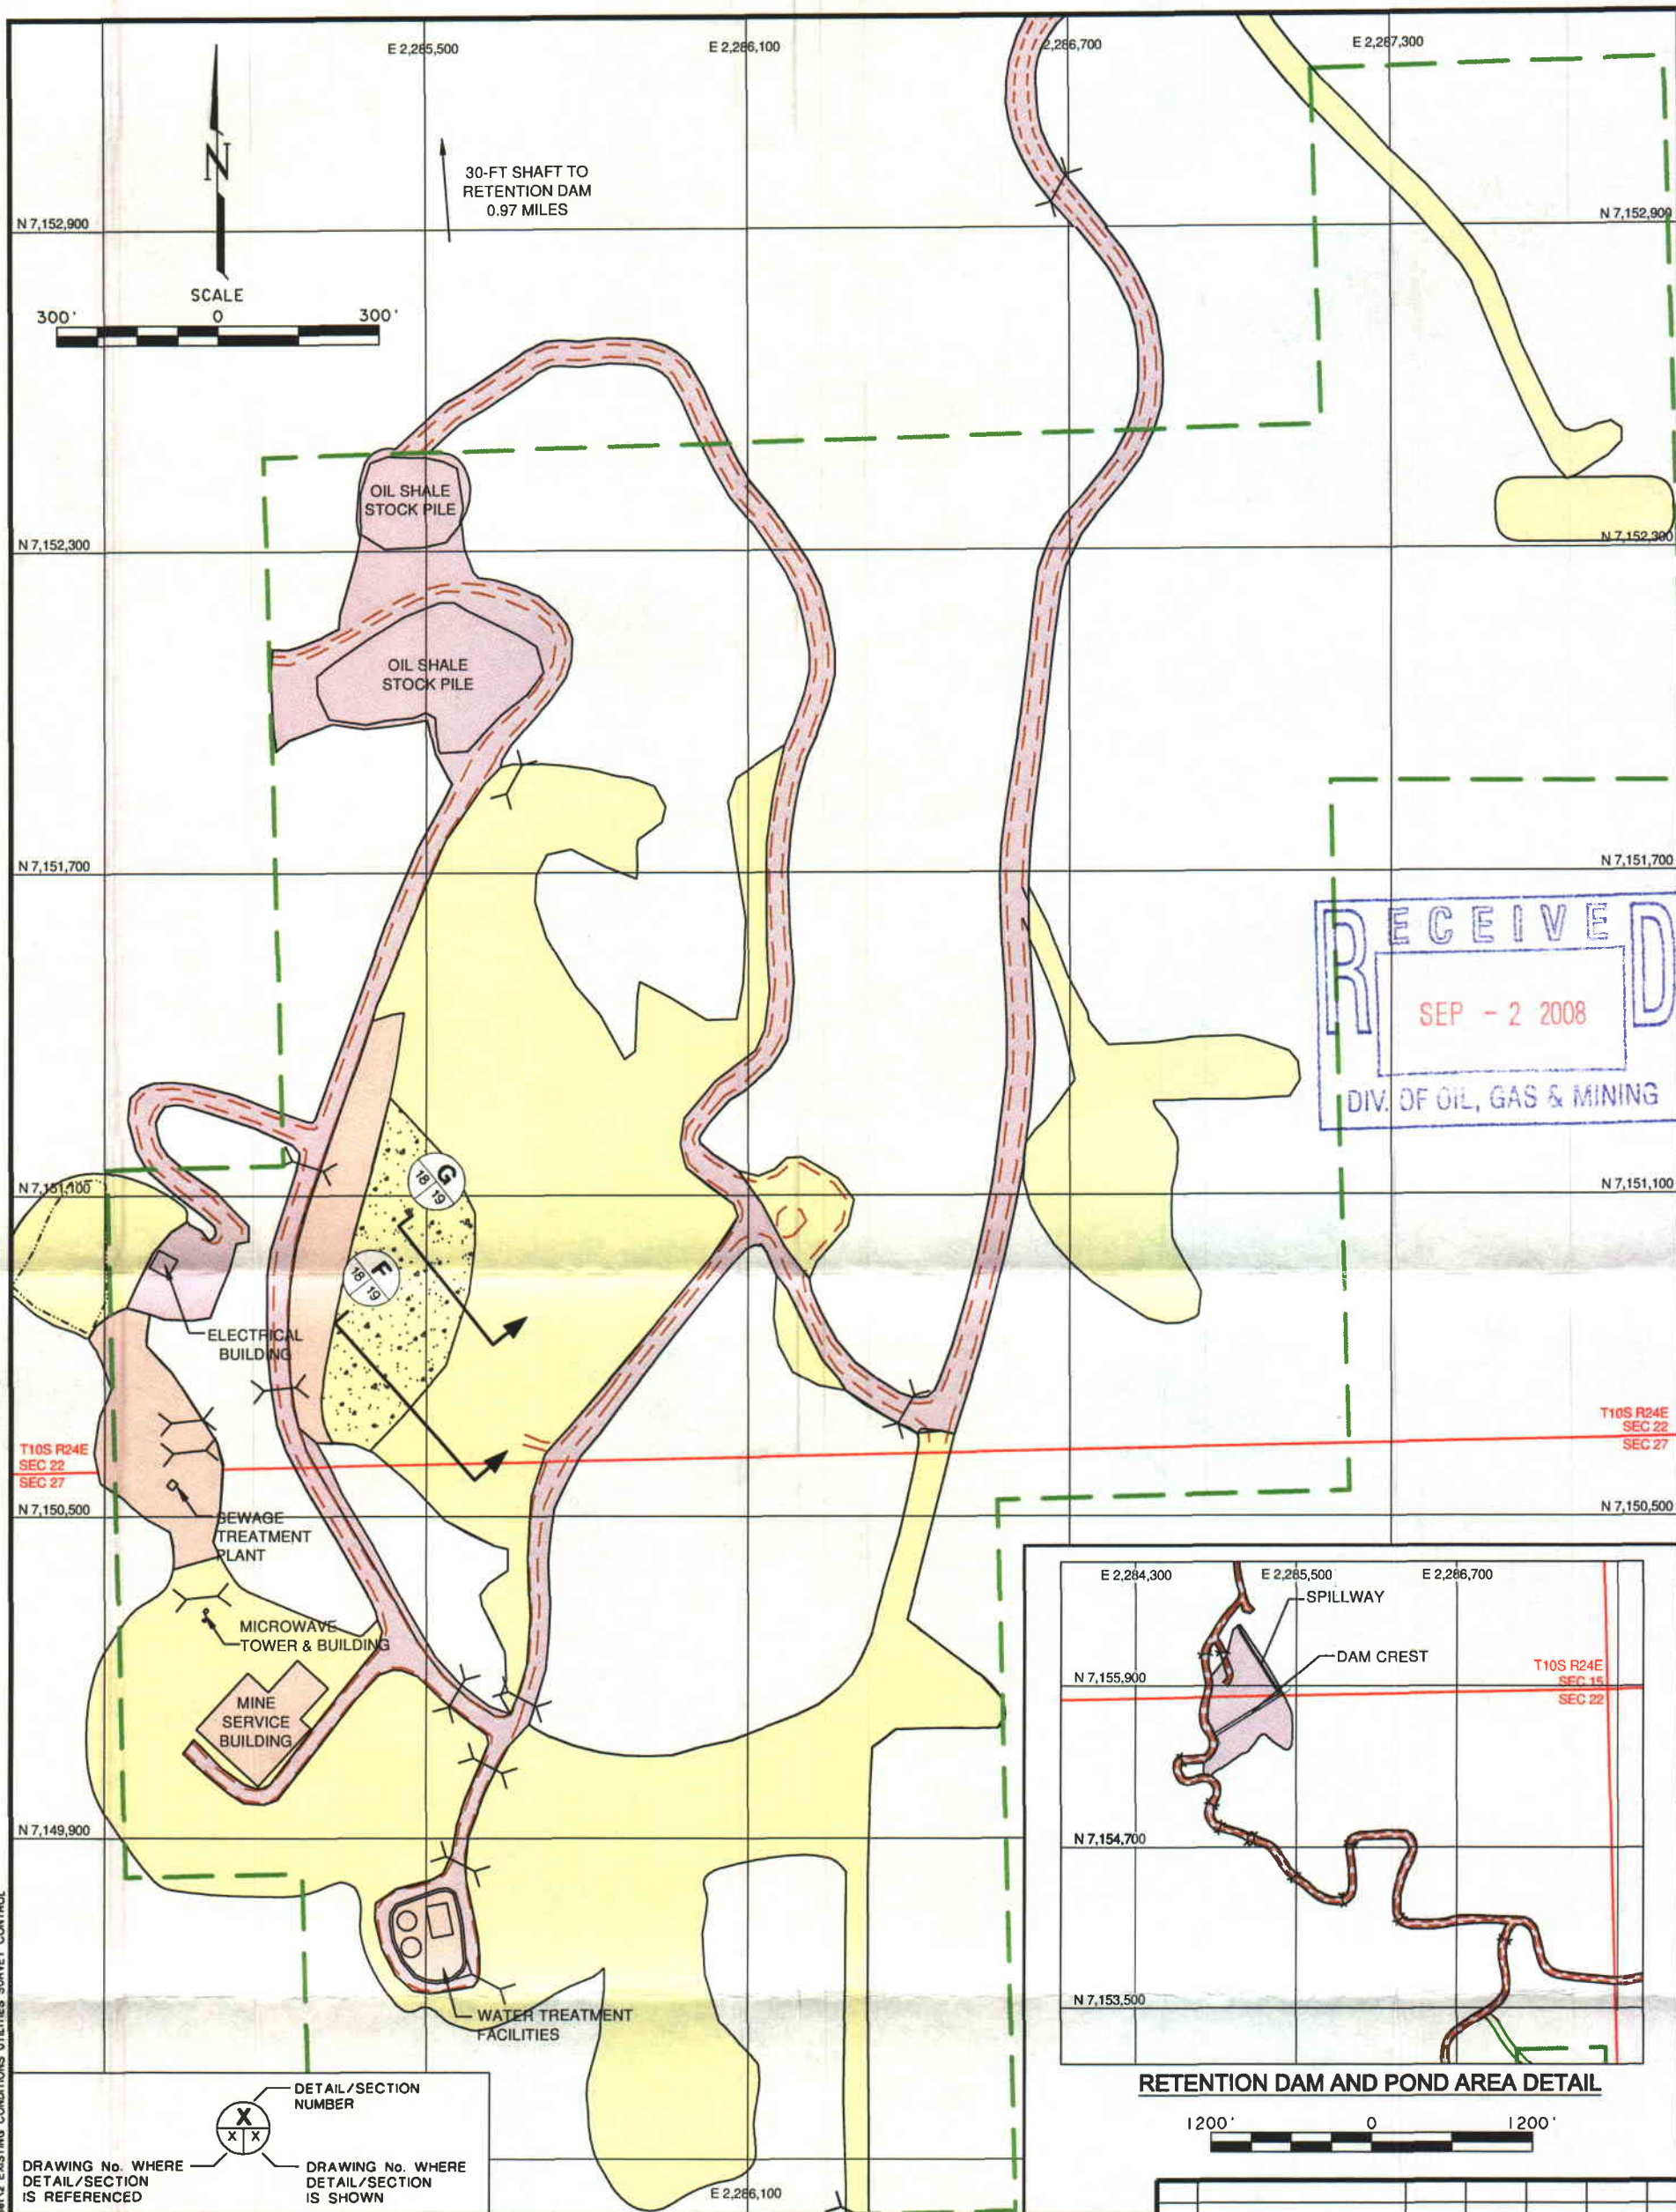 E 2,285,500
E 2,286,100
2,286,700
E 2,287,300
N
30-FT SHAFT TO
RETENTION DAM
0.97 MILES
N 7,152,900
N 7,152,900
SCALE
300'
0
300'
OIL SHALE
STOCK PILE
N 7,152,300
N 7,152,300
OIL SHALE
STOCK PILE
N 7,151,700
N 7,151,700
RECEIVED
SEP - 2 2008
DIV. OF OIL, GAS & MINING
N 7,151,100
N 7,151,100
G
18 19
F
18 19
ELECTRICAL
BUILDING
T10S R24E
SEC 22
SEC 27
T10S R24E
SEC 22
SEC 27
N 7,150,500
N 7,150,500
SEWAGE
TREATMENT
PLANT
MICROWAVE
TOWER & BUILDING
MINE
SERVICE
BUILDING
N 7,149,900
WATER TREATMENT
FACILITIES
E 2,284,300
E 2,285,500
E 2,286,700
SPILLWAY
DAM CREST
N 7,155,900
T10S R24E
SEC 15
SEC 22
N 7,154,700
N 7,153,500
RETENTION DAM AND POND AREA DETAIL
1200'
0
1200'
DETAIL/SECTION
NUMBER
X
X X
DRAWING No. WHERE
DETAIL/SECTION
IS REFERENCED
DRAWING No. WHERE
DETAIL/SECTION
IS SHOWN
E 2,286,100
EXISTING CONDITIONS UTILITIES SURVEY CONTROL